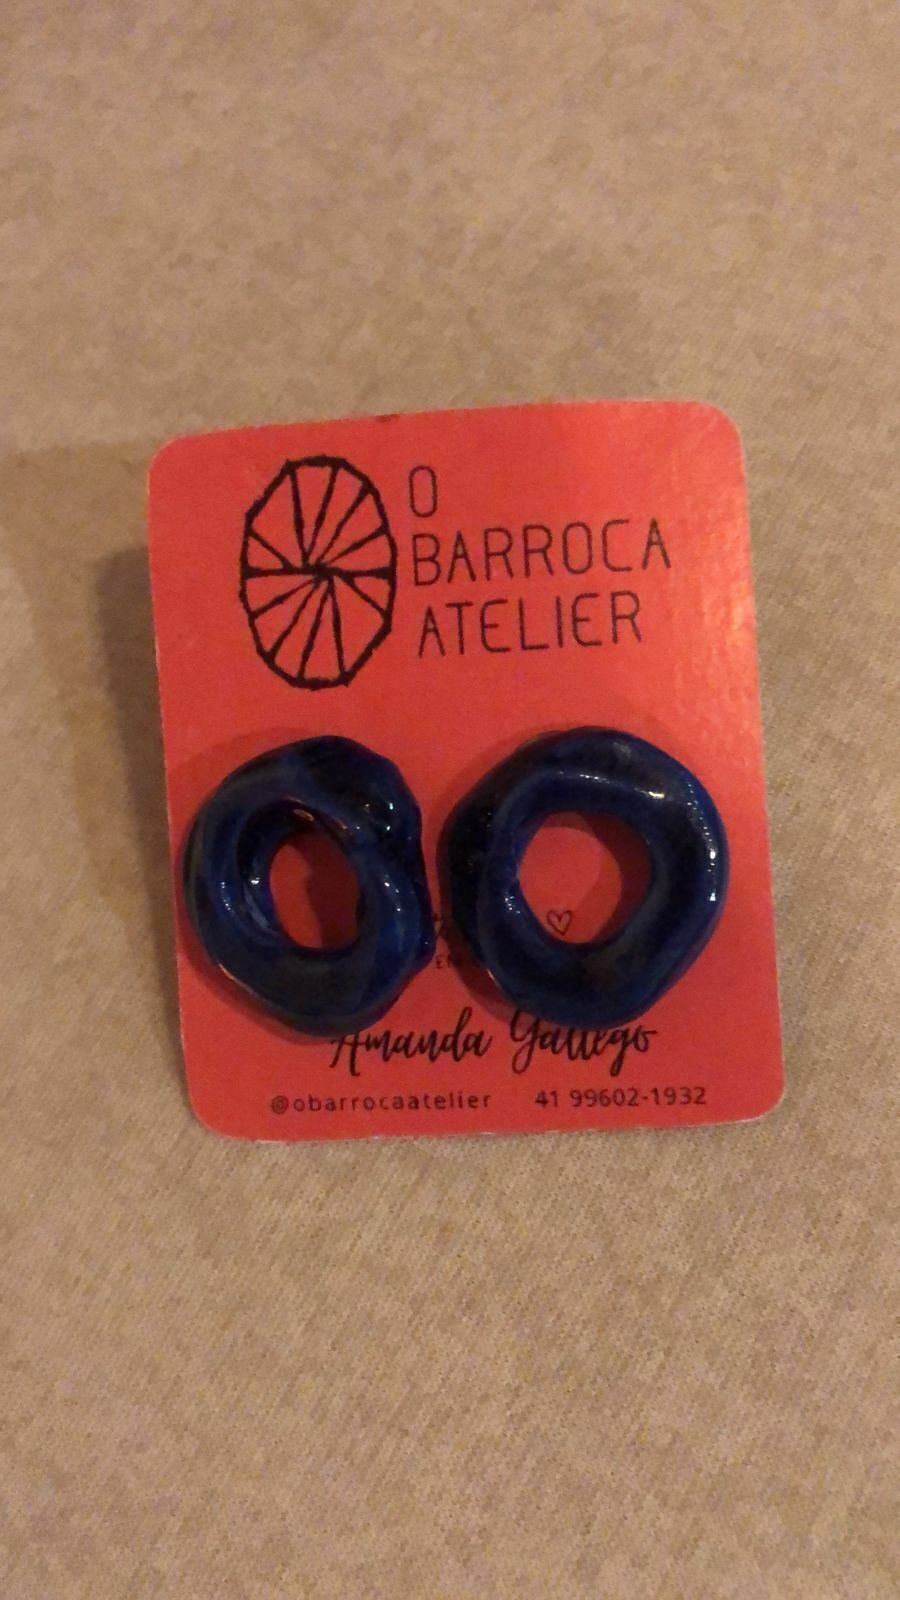 O
BARROCA
ATELIER
Amanda Gallego
@obarrocaatelier 41 99602-1932